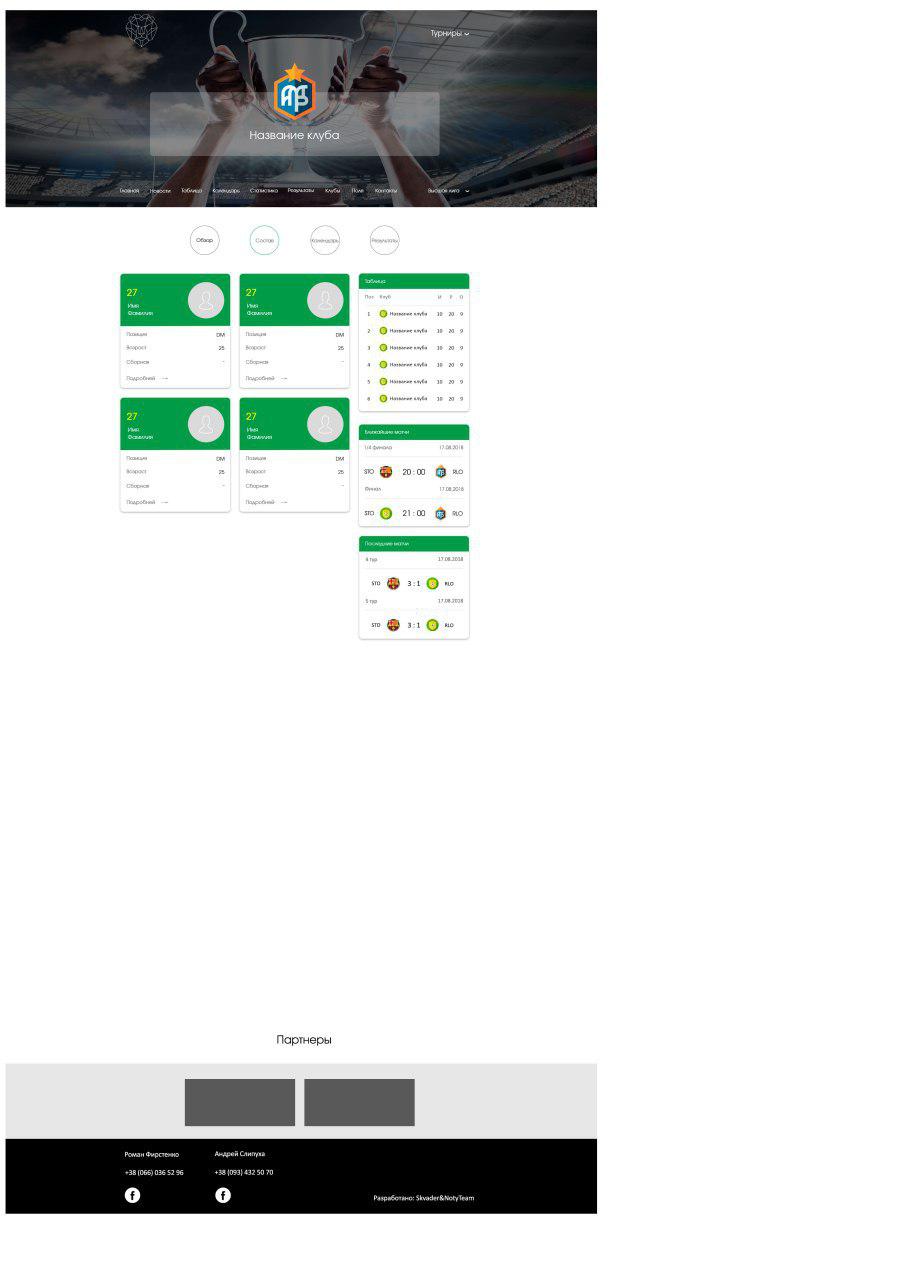 Турниры
Название клуба
Главная Новости Таблица Календарь Статистика Результаты Клубы Поля Контакты Высшая лига
Обзор Состав Календарь Результаты
27
Имя
Фамилия
Позиция DM
Возраст 25
Сборная -
Подробней →
27
Имя
Фамилия
Позиция DM
Возраст 25
Сборная -
Подробней →
27
Имя
Фамилия
Позиция DM
Возраст 25
Сборная -
Подробней →
27
Имя
Фамилия
Позиция DM
Возраст 25
Сборная -
Подробней →
Таблица
Поз Клуб И Р О
1 Название клуба 10 20 9
2 Название клуба 10 20 9
3 Название клуба 10 20 9
4 Название клуба 10 20 9
5 Название клуба 10 20 9
6 Название клуба 10 20 9
Ближайшие матчи
1/4 финала 17.08.2018
STO 20 : 00 RLO
Финал 17.08.2018
STO 21 : 00 RLO
Последние матчи
4 тур 17.08.2018
STO 3 : 1 RLO
5 тур 17.08.2018
STO 3 : 1 RLO
Партнеры
Роман Фирстенко
+38 (066) 036 52 96
Андрей Слипуха
+38 (093) 432 50 70
Разработано: Skvader&NotyTeam